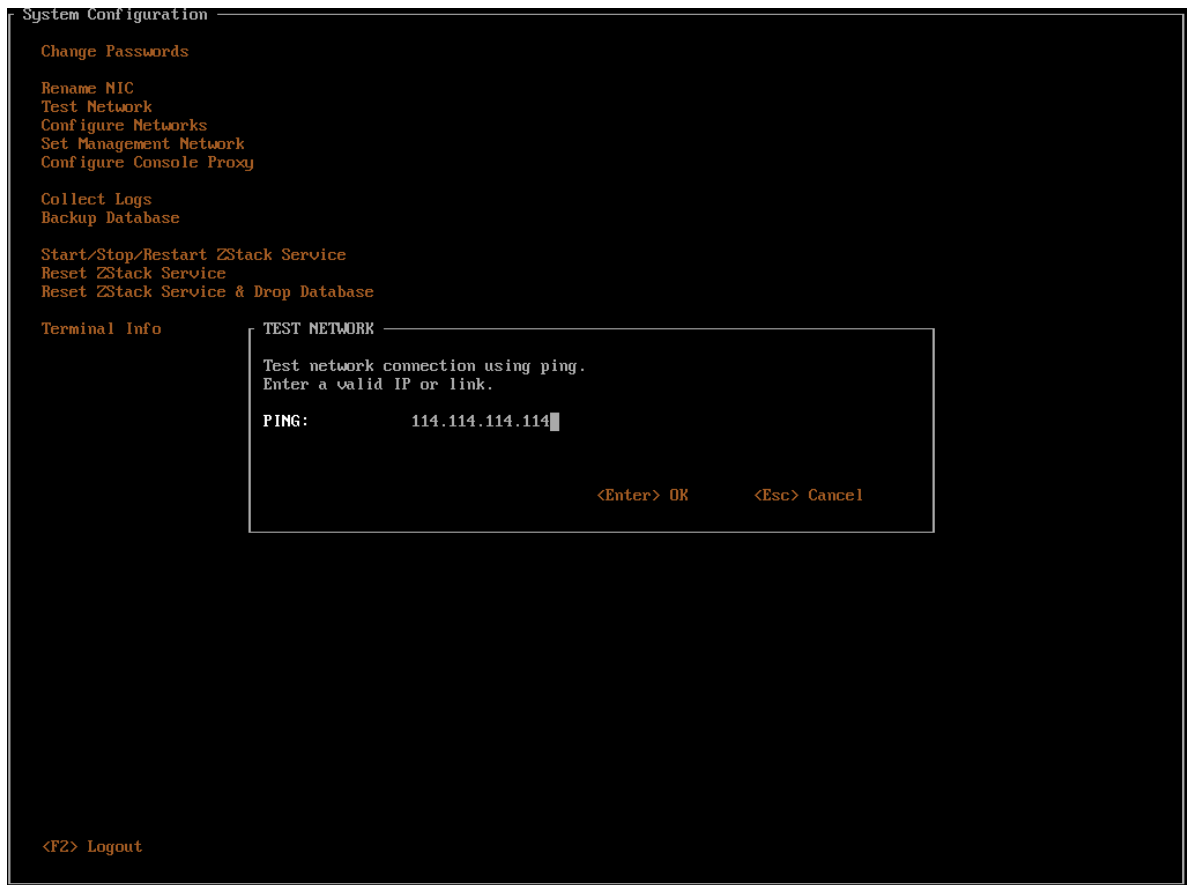 System Configuration
Change Passwords
Rename NIC
Test Network
Configure Networks
Set Management Network
Configure Console Proxy
Collect Logs
Backup Database
Start/Stop/Restart ZStack Service
Reset ZStack Service
Reset ZStack Service & Drop Database
Terminal Info
TEST NETWORK
Test network connection using ping.
Enter a valid IP or link.
PING: 114.114.114.114
<Enter> OK <Esc> Cancel
<F2> Logout